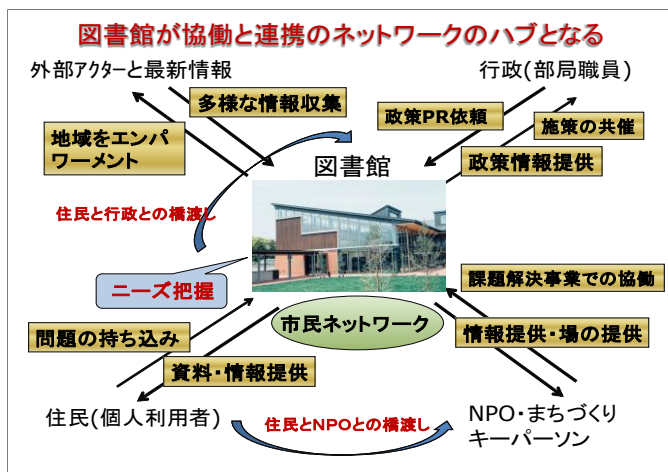 図書館が協働と連携のネットワークのハブとなる
外部アクターと最新情報
行政(部局職員)
多様な情報収集
政策PR依頼
施策の共催
地域をエンパ
ワーメント
政策情報提供
図書館
住民と行政との橋渡し
ニーズ把握
課題解決事業での協働
市民ネットワーク
問題の持ち込み
情報提供・場の提供
資料・情報提供
住民(個人利用者)
住民とNPOとの橋渡し
NPO・まちづくり
キーパーソン